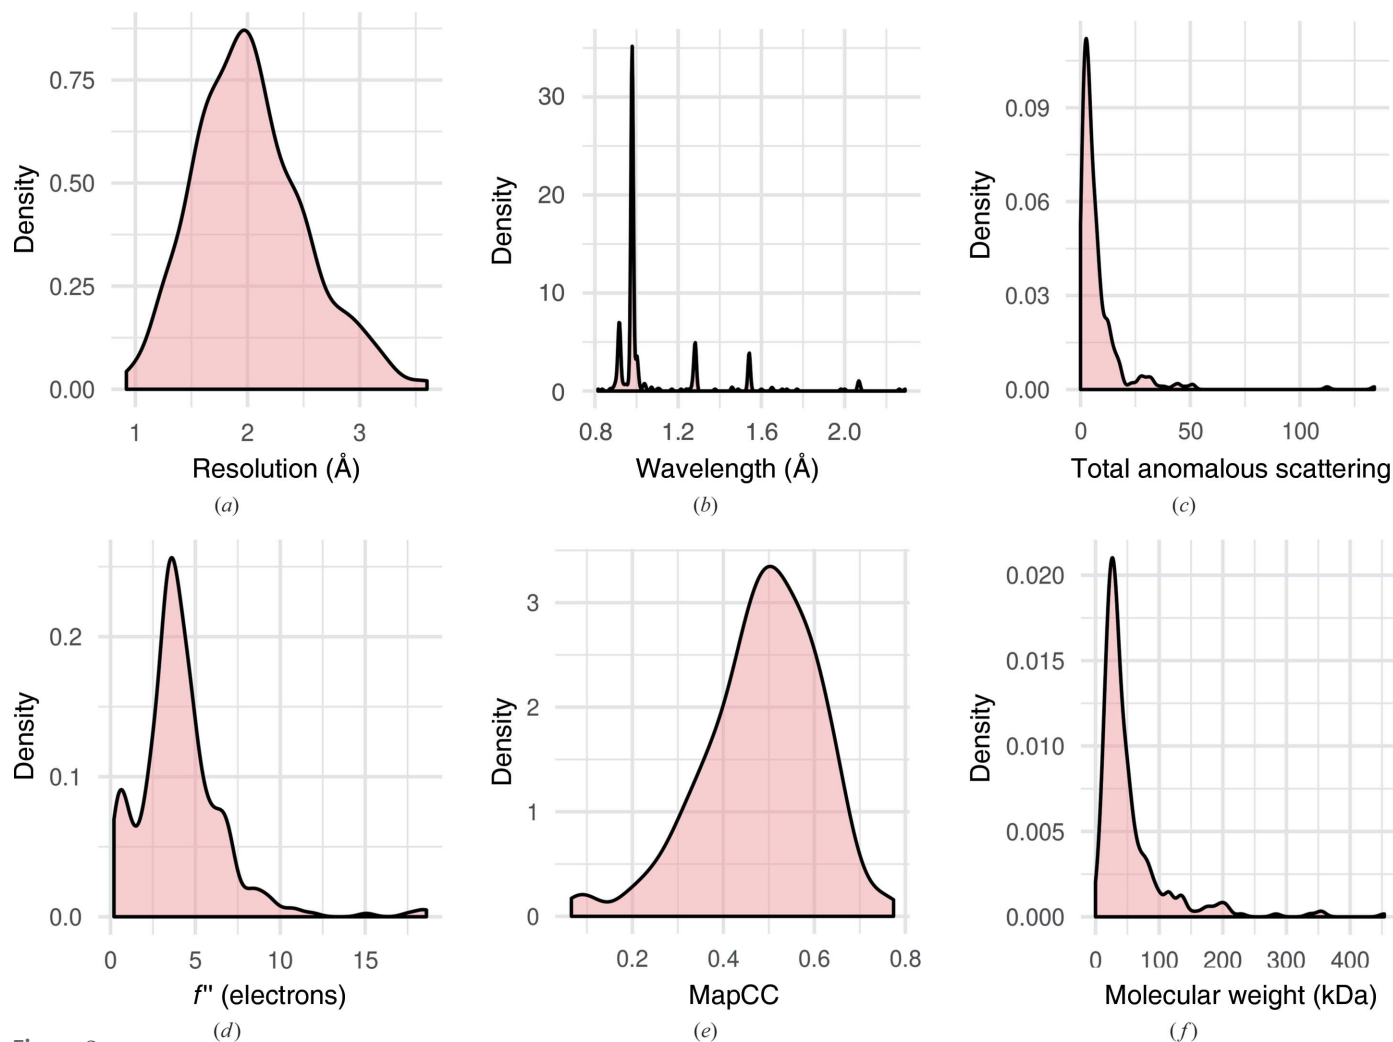 Density
0.75
0.50
0.25
0.00
1 2 3
Resolution (Å)
(a)
Density
30
20
10
0
0.8 1.2 1.6 2.0
Wavelength (Å)
(b)
Density
0.09
0.06
0.03
0.00
0 50 100
Total anomalous scattering
(c)
Density
0.2
0.1
0.0
0 5 10 15
f" (electrons)
(d)
Density
3
2
1
0
0.2 0.4 0.6 0.8
MapCC
(e)
Density
0.020
0.015
0.010
0.005
0.000
0 100 200 300 400
Molecular weight (kDa)
(f)